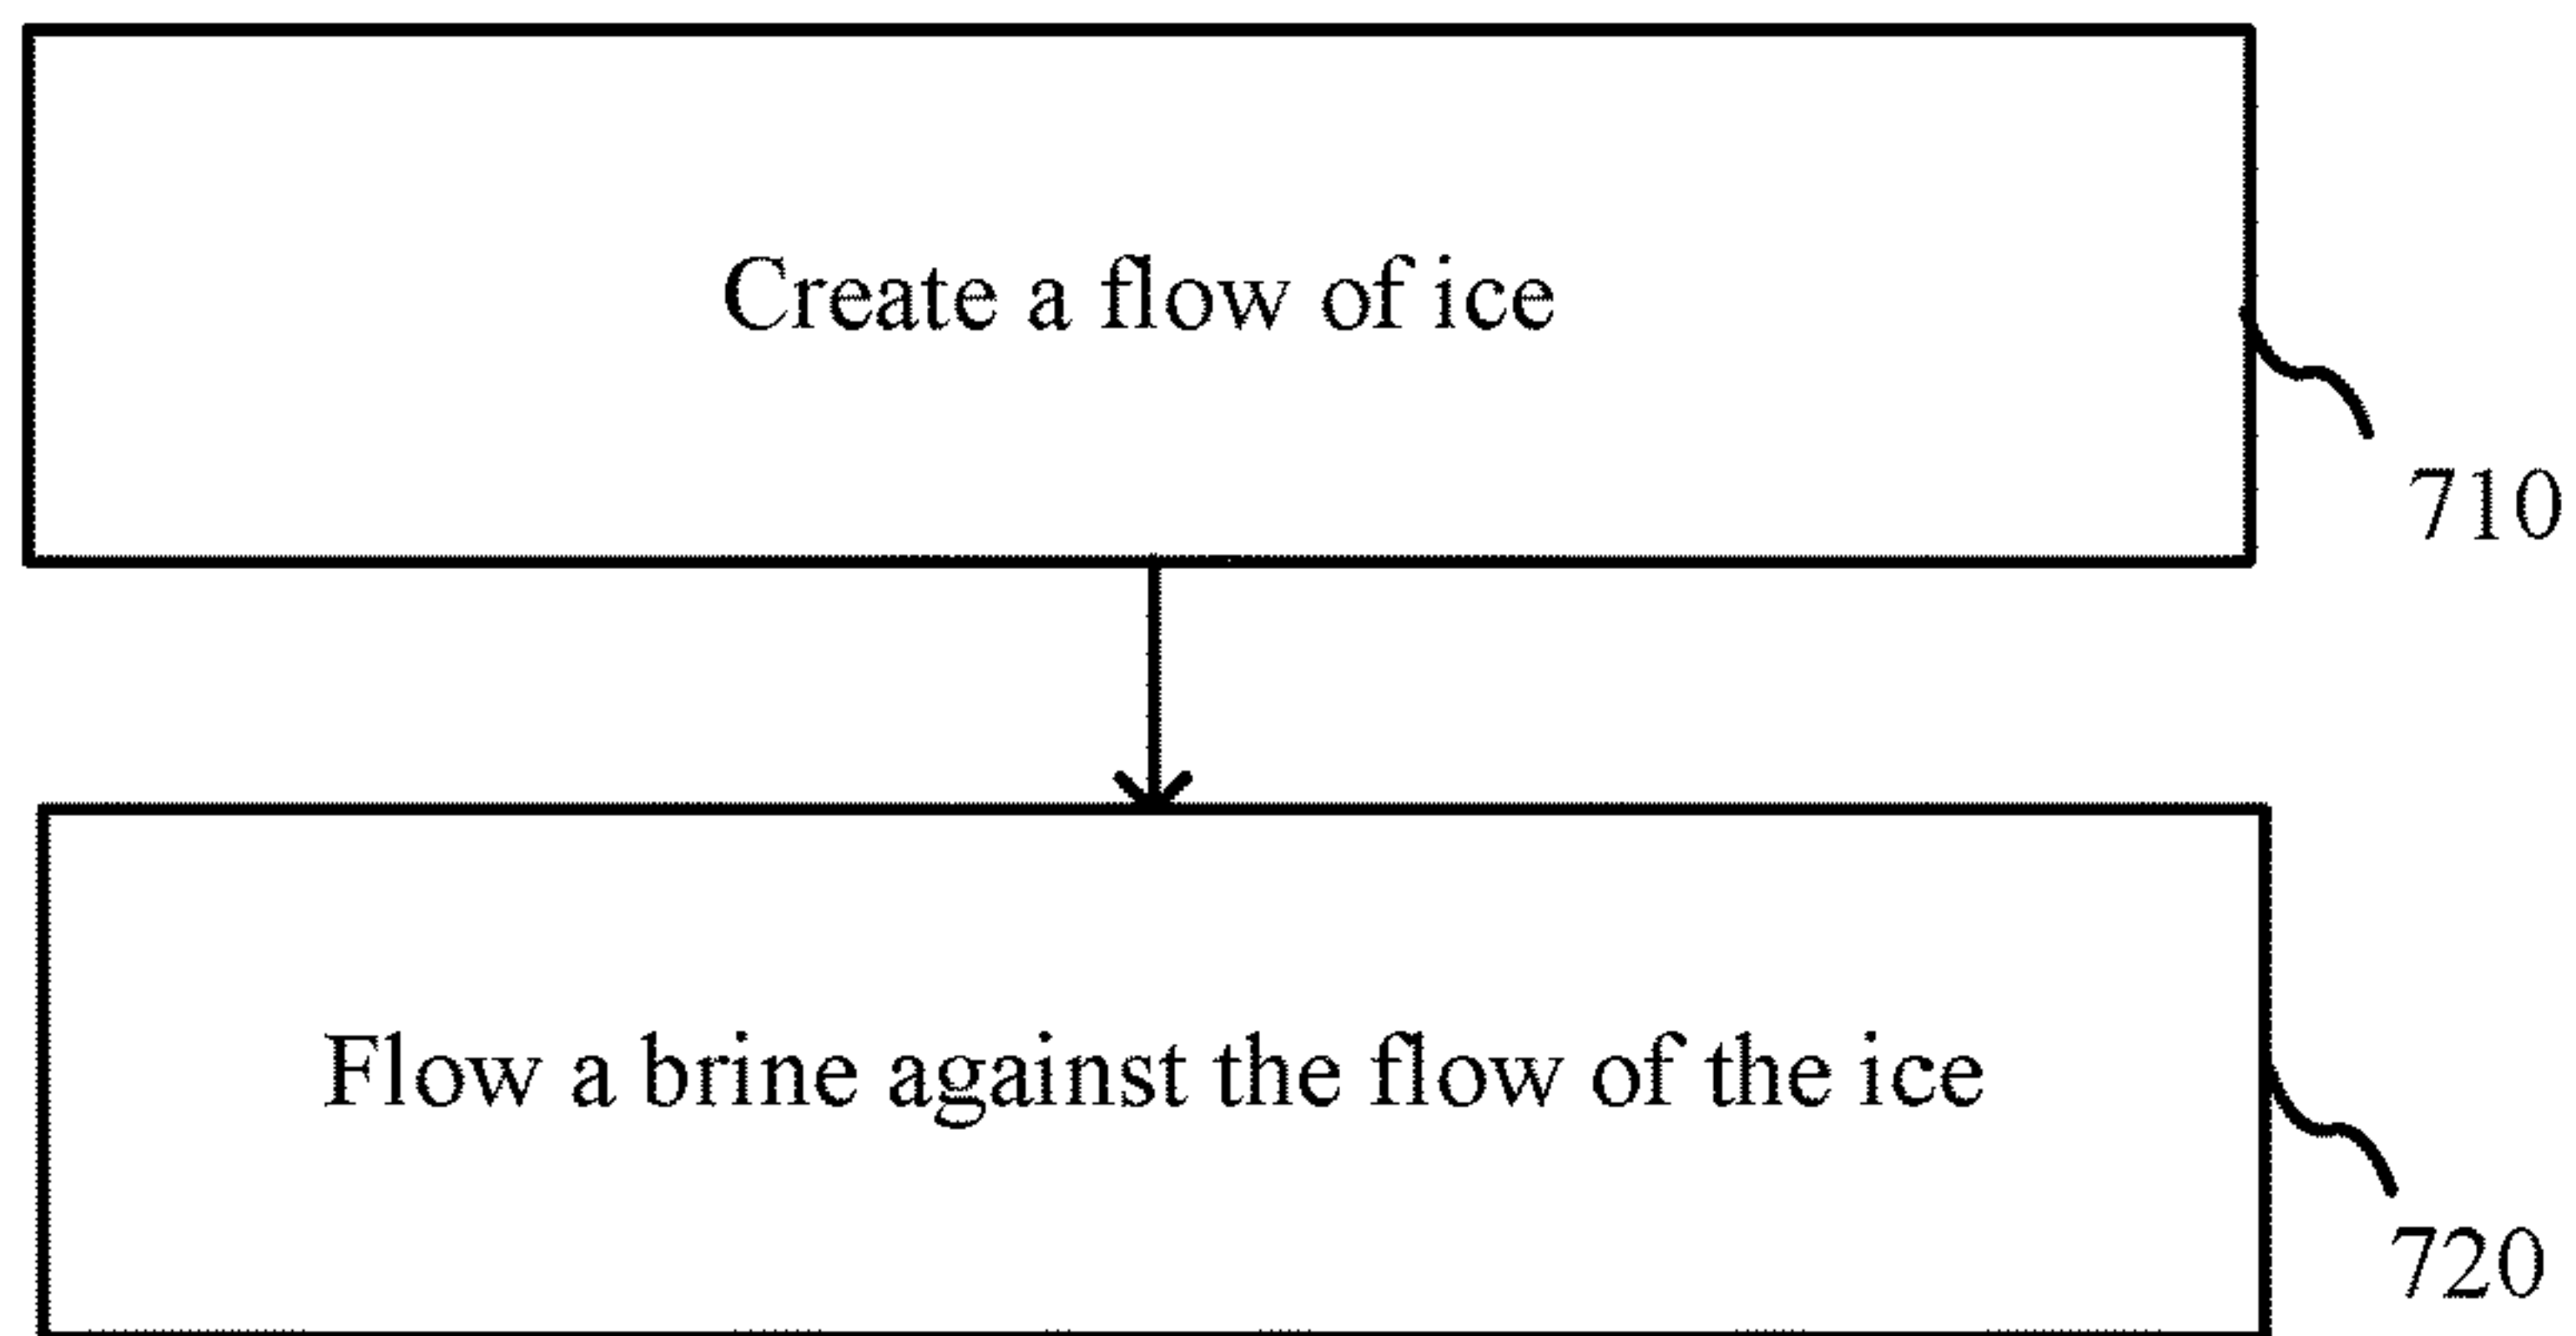 Create a flow of ice
710
Flow a brine against the flow of the ice
720